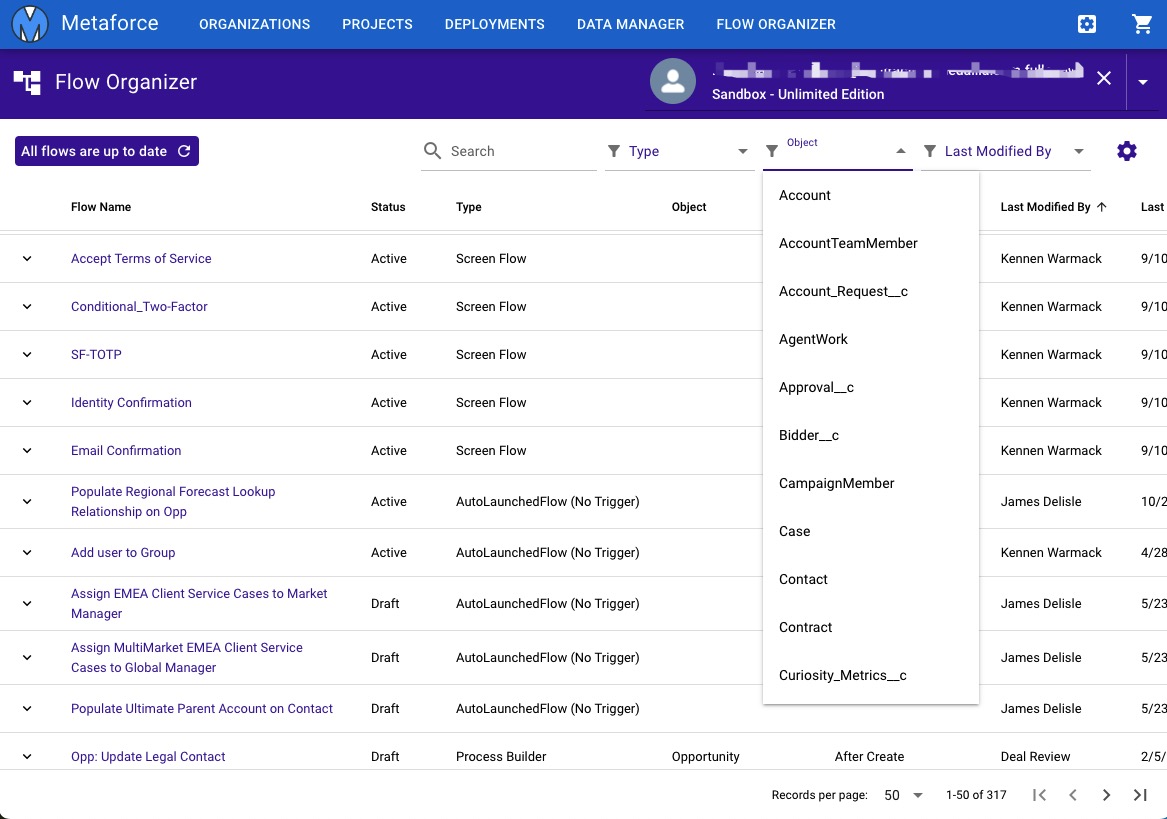 Metaforce ORGANIZATIONS PROJECTS DEPLOYMENTS DATA MANAGER FLOW ORGANIZER
Flow Organizer
Sandbox - Unlimited Edition
All flows are up to date Search Type Object Last Modified By
Flow Name Status Type Object Last Modified By Last
Accept Terms of Service Active Screen Flow Kennen Warmack 9/10
Conditional_Two-Factor Active Screen Flow Kennen Warmack 9/10
SF-TOTP Active Screen Flow Kennen Warmack 9/10
Identity Confirmation Active Screen Flow Kennen Warmack 9/10
Email Confirmation Active Screen Flow Kennen Warmack 9/10
Populate Regional Forecast Lookup
Relationship on Opp Active AutoLaunchedFlow (No Trigger) James Delisle 10/2
Add user to Group Active AutoLaunchedFlow (No Trigger) Kennen Warmack 4/28
Assign EMEA Client Service Cases to Market
Manager Draft AutoLaunchedFlow (No Trigger) James Delisle 5/23
Assign MultiMarket EMEA Client Service
Cases to Global Manager Draft AutoLaunchedFlow (No Trigger) James Delisle 5/23
Populate Ultimate Parent Account on Contact Draft AutoLaunchedFlow (No Trigger) James Delisle 5/23
Opp: Update Legal Contact Draft Process Builder Opportunity After Create Deal Review 2/5/
Account
AccountTeamMember
Account_Request__c
AgentWork
Approval__c
Bidder__c
CampaignMember
Case
Contact
Contract
Curiosity_Metrics__c
Records per page: 50 1-50 of 317